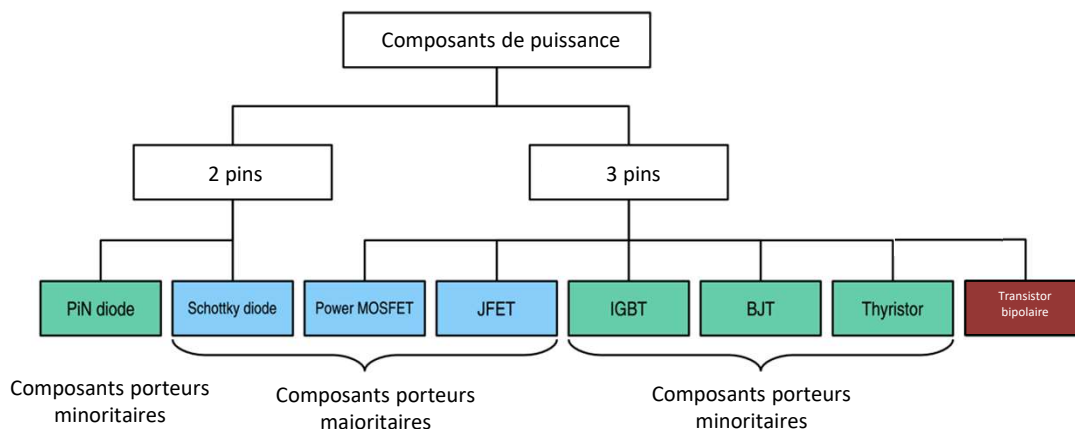 Composants de puissance
2 pins
3 pins
PiN diode
Schottky diode
Power MOSFET
JFET
IGBT
BJT
Thyristor
Transistor
bipolaire
Composants porteurs
minoritaires
Composants porteurs
majoritaires
Composants porteurs
minoritaires